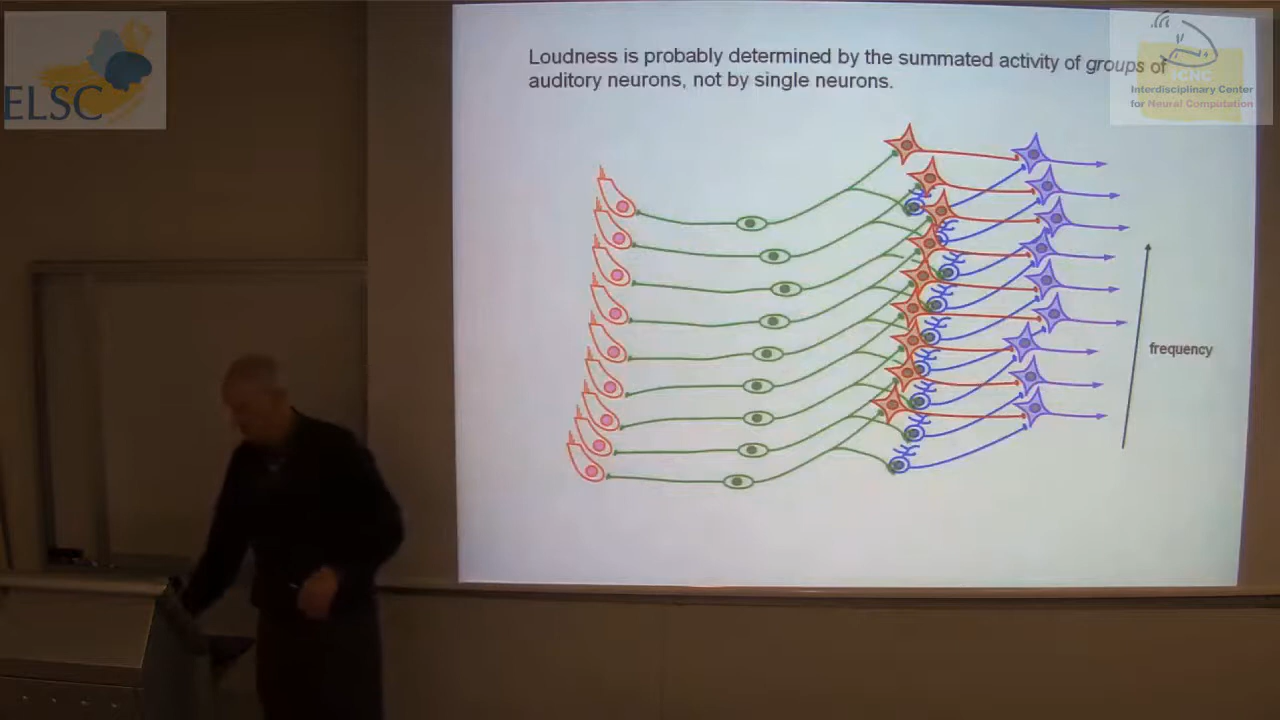 ELSC
Loudness is probably determined by the summated activity of groups of
auditory neurons, not by single neurons.
ICNC
Interdisciplinary Center
for Neural Computation
frequency